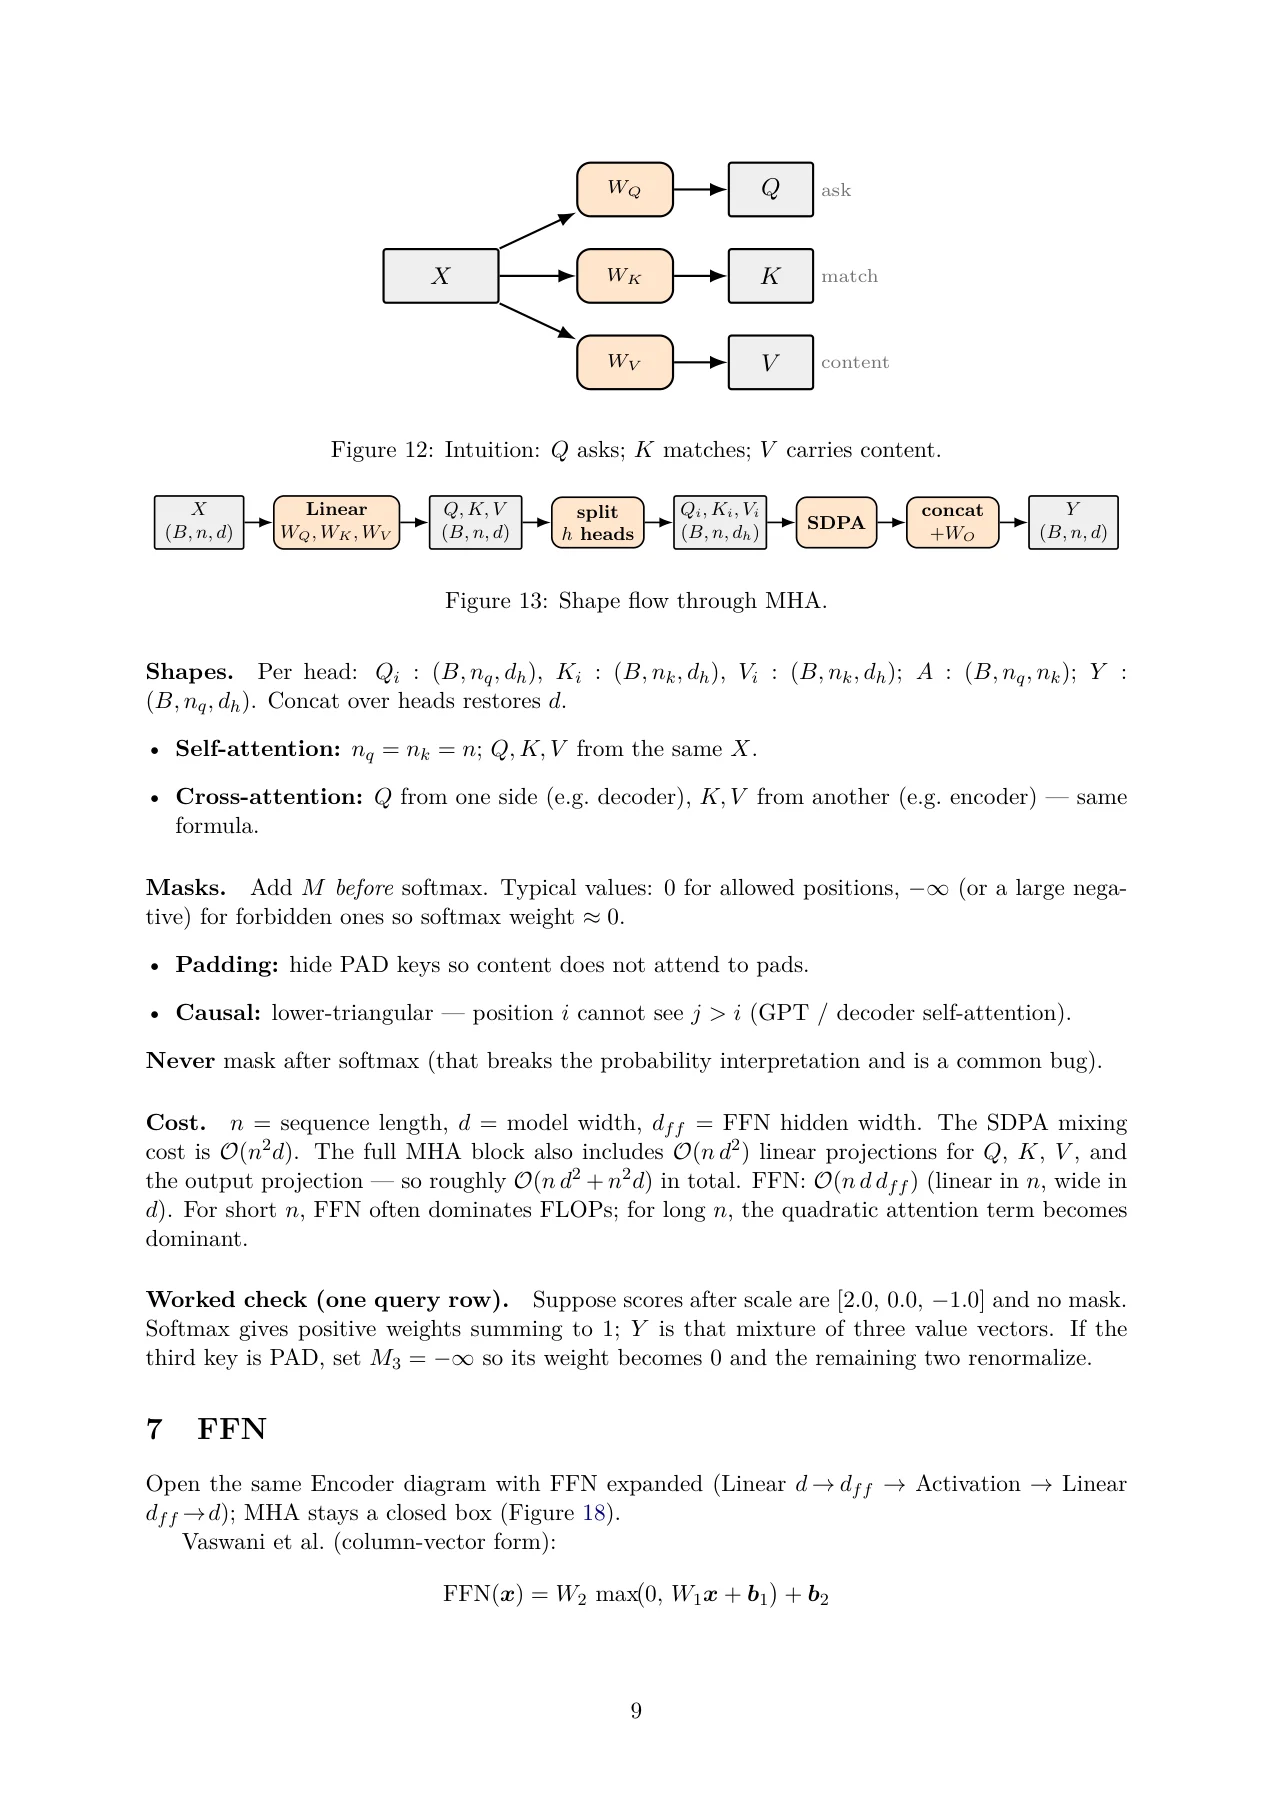 W_Q Q ask
X W_K K match
W_V V content
Figure 12: Intuition: Q asks; K matches; V carries content.
X Linear Q, K, V split Q_i, K_i, V_i SDPA concat Y
(B, n, d) W_Q, W_K, W_V (B, n, d) h heads (B, n, d_h) +W_O (B, n, d)
Figure 13: Shape flow through MHA.
Shapes. Per head: Q_i : (B, n_q, d_h), K_i : (B, n_k, d_h), V_i : (B, n_k, d_h); A : (B, n_q, n_k); Y :
(B, n_q, d_h). Concat over heads restores d.
• Self-attention: n_q = n_k = n; Q, K, V from the same X.
• Cross-attention: Q from one side (e.g. decoder), K, V from another (e.g. encoder) — same
formula.
Masks. Add M before softmax. Typical values: 0 for allowed positions, −∞ (or a large nega-
tive) for forbidden ones so softmax weight ≈ 0.
• Padding: hide PAD keys so content does not attend to pads.
• Causal: lower-triangular — position i cannot see j > i (GPT / decoder self-attention).
Never mask after softmax (that breaks the probability interpretation and is a common bug).
Cost. n = sequence length, d = model width, d_ff = FFN hidden width. The SDPA mixing
cost is O(n²d). The full MHA block also includes O(n d²) linear projections for Q, K, V, and
the output projection — so roughly O(n d² + n²d) in total. FFN: O(n d d_ff) (linear in n, wide in
d). For short n, FFN often dominates FLOPs; for long n, the quadratic attention term becomes
dominant.
Worked check (one query row). Suppose scores after scale are [2.0, 0.0, −1.0] and no mask.
Softmax gives positive weights summing to 1; Y is that mixture of three value vectors. If the
third key is PAD, set M₃ = −∞ so its weight becomes 0 and the remaining two renormalize.
7 FFN
Open the same Encoder diagram with FFN expanded (Linear d → d_ff → Activation → Linear
d_ff → d); MHA stays a closed box (Figure 18).
Vaswani et al. (column-vector form):
FFN(x) = W₂ max(0, W₁x + b₁) + b₂
9